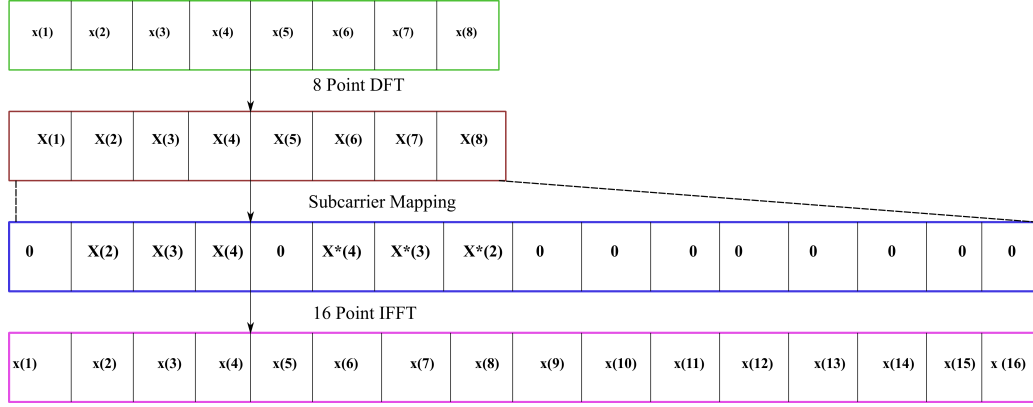 x(1) x(2) x(3) x(4) x(5) x(6) x(7) x(8)
8 Point DFT
X(1) X(2) X(3) X(4) X(5) X(6) X(7) X(8)
Subcarrier Mapping
0 X(2) X(3) X(4) 0 X*(4) X*(3) X*(2) 0 0 0 0 0 0 0 0
16 Point IFFT
x(1) x(2) x(3) x(4) x(5) x(6) x(7) x(8) x(9) x(10) x(11) x(12) x(13) x(14) x(15) x (16)